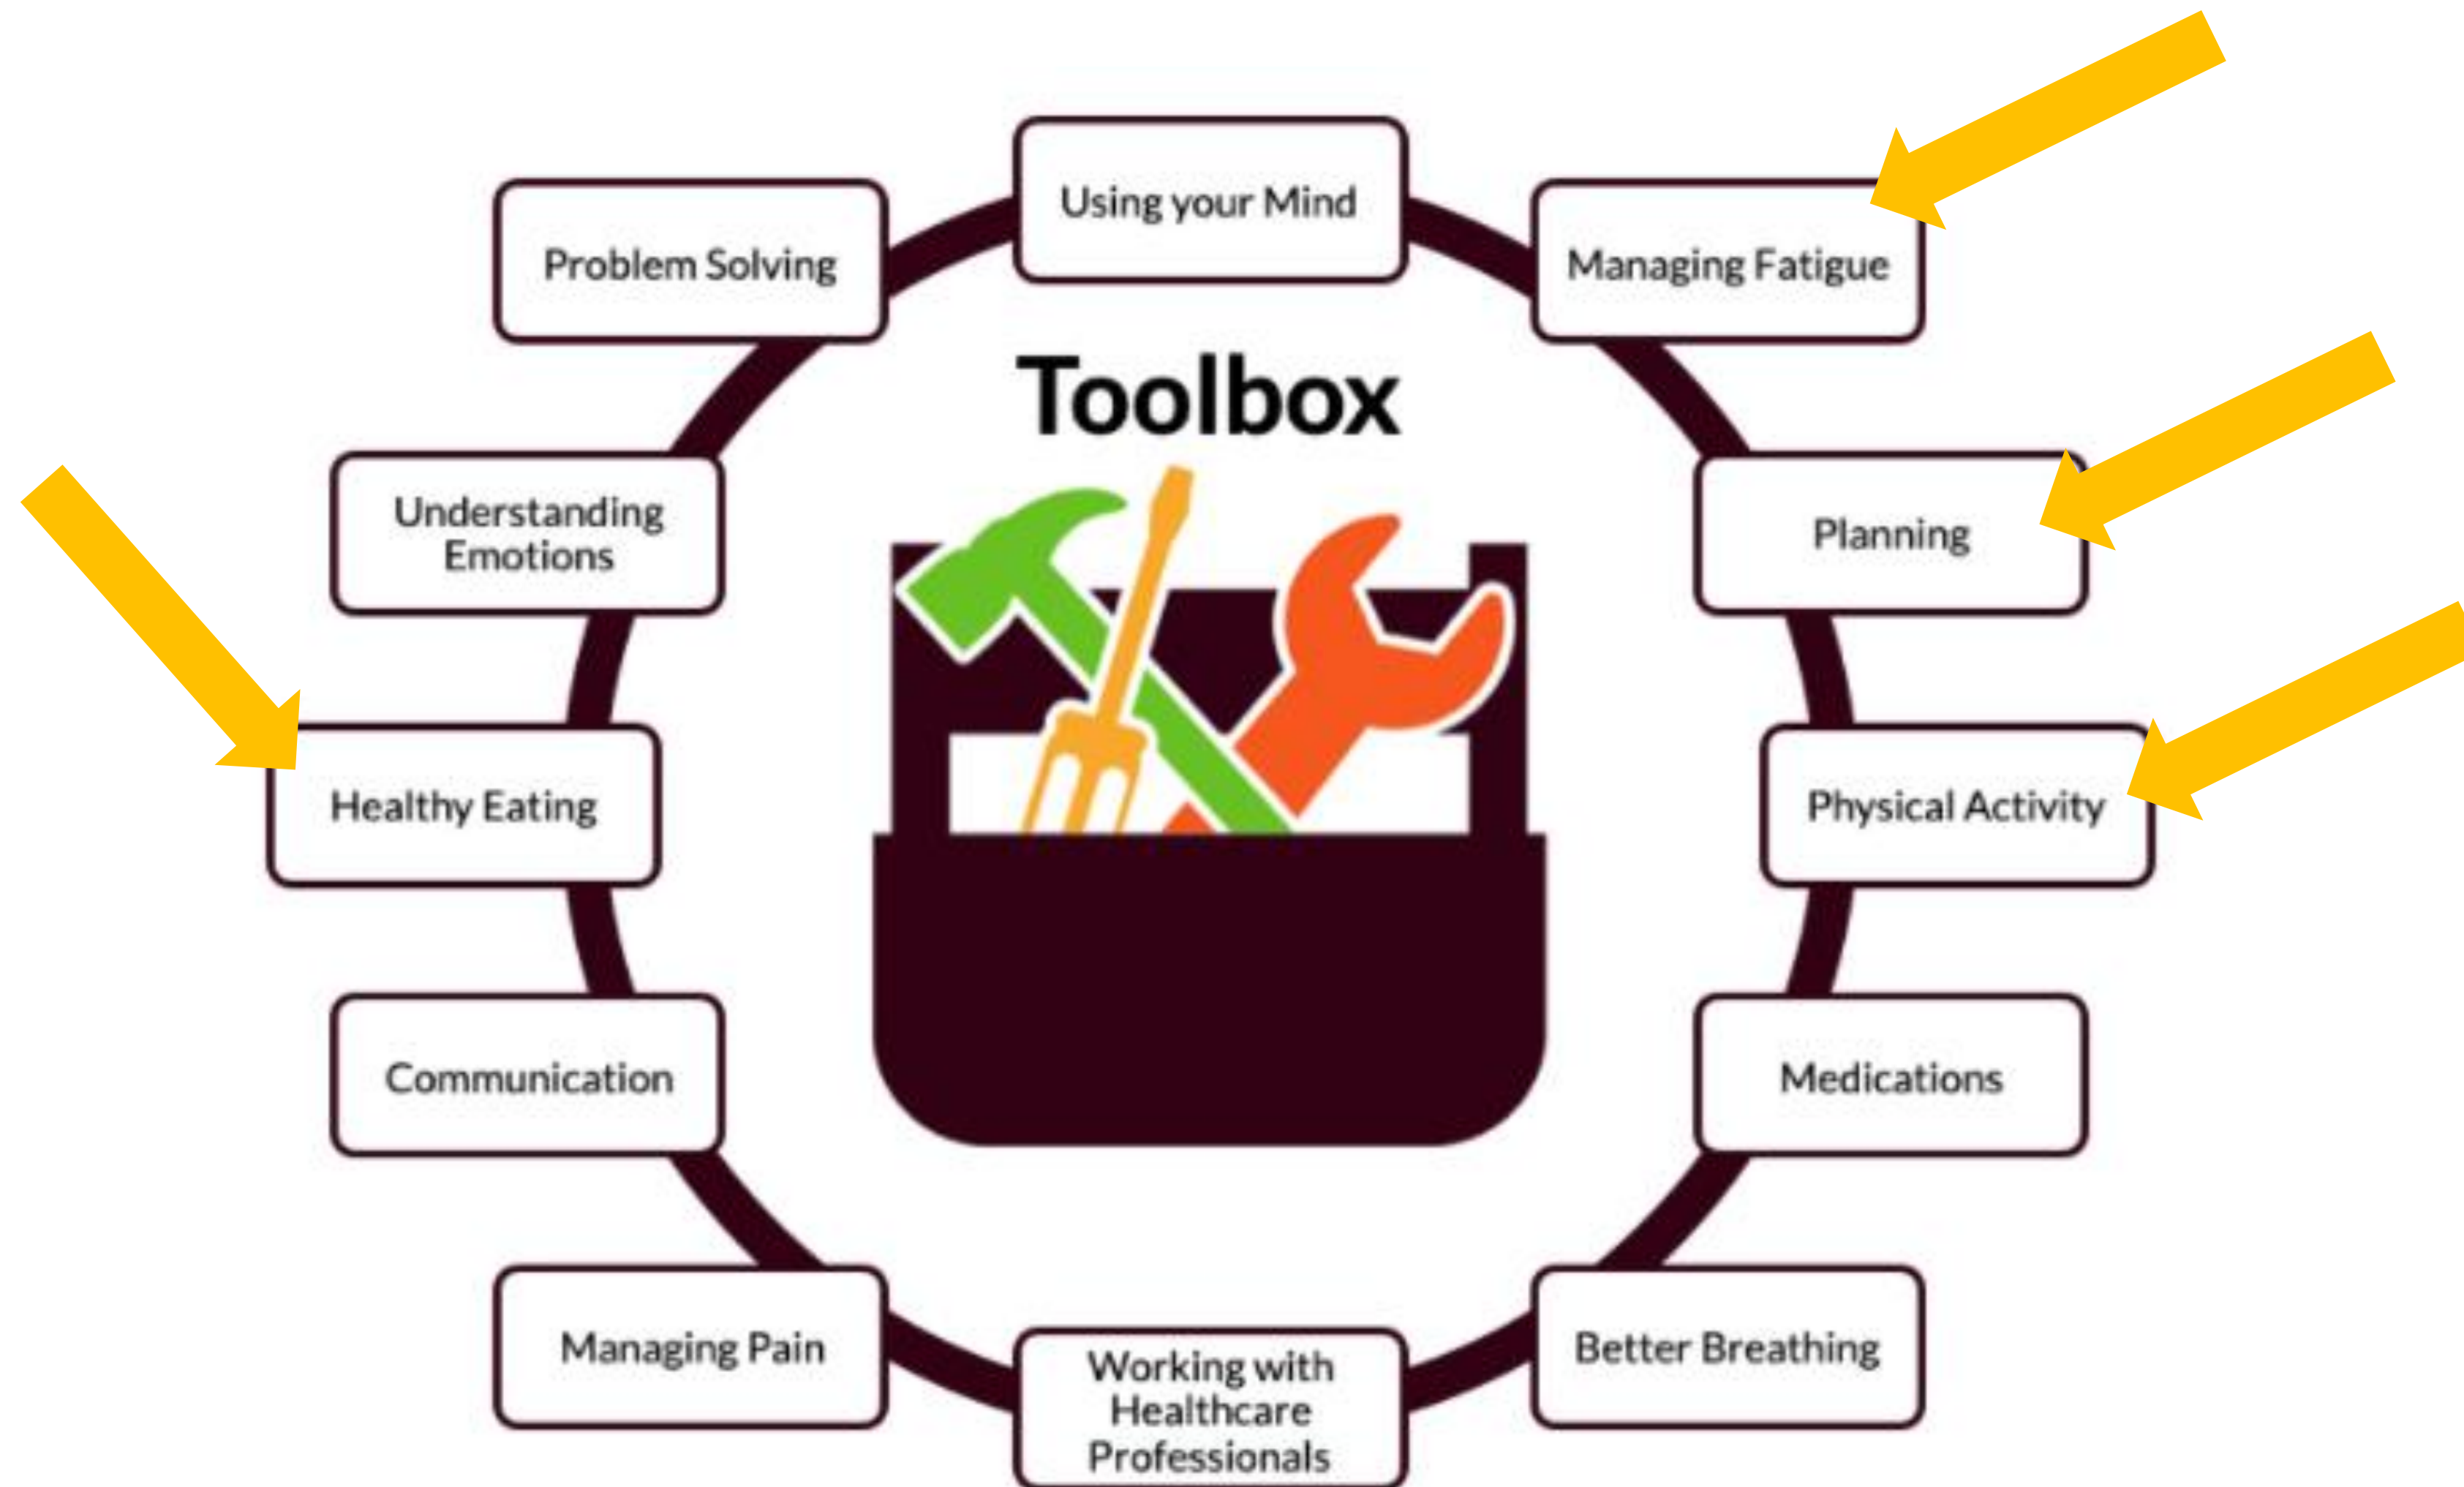 Using your Mind
Problem Solving
Managing Fatigue
Toolbox
Understanding
Emotions
Planning
Healthy Eating
Physical Activity
Communication
Medications
Managing Pain
Better Breathing
Working with
Healthcare
Professionals